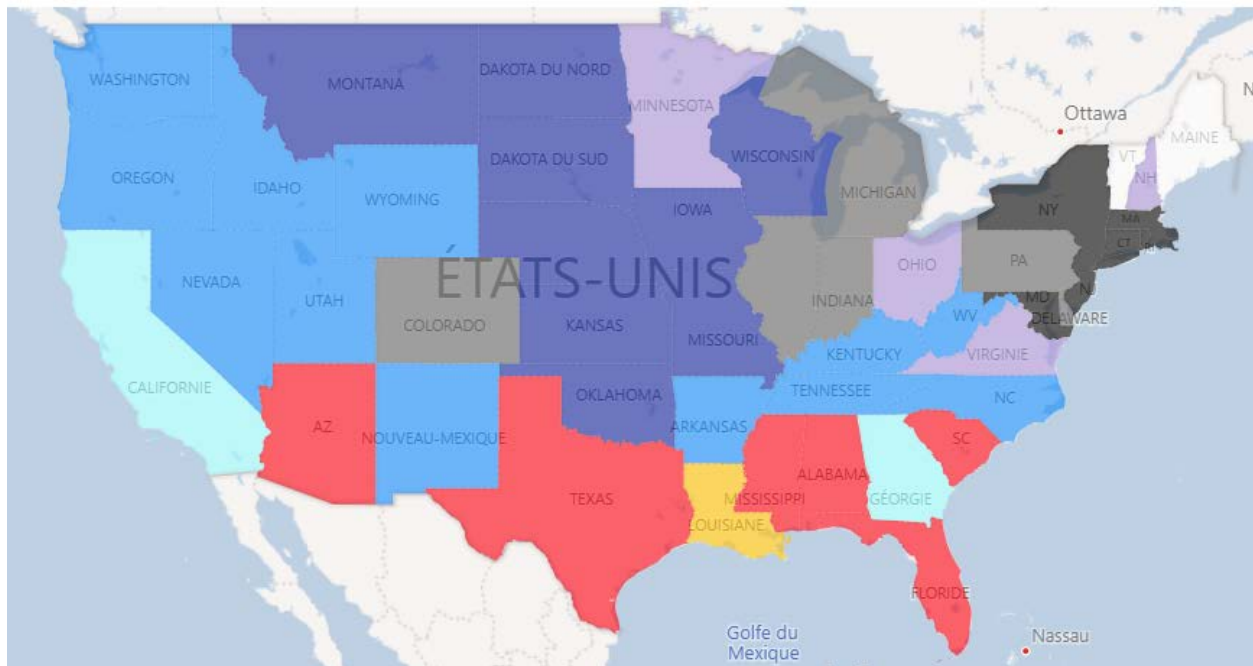 WASHINGTON
MONTANA
DAKOTA DU NORD
MINNESOTA
Ottawa
MAINE
VT
N
OREGON
IDAHO
DAKOTA DU SUD
WISCONSIN
MICHIGAN
NH
WYOMING
IOWA
NY
MA
CT
RI
NEVADA
UTAH
ÉTATS-UNIS
OHIO
PA
NJ
COLORADO
INDIANA
MD
DELAWARE
KANSAS
MISSOURI
WV
KENTUCKY
VIRGINIE
CALIFORNIE
OKLAHOMA
TENNESSEE
NC
AZ
NOUVEAU-MEXIQUE
ARKANSAS
SC
TEXAS
ALABAMA
MISSISSIPPI
GÉORGIE
LOUISIANE
FLORIDE
Golfe du
Mexique
Nassau